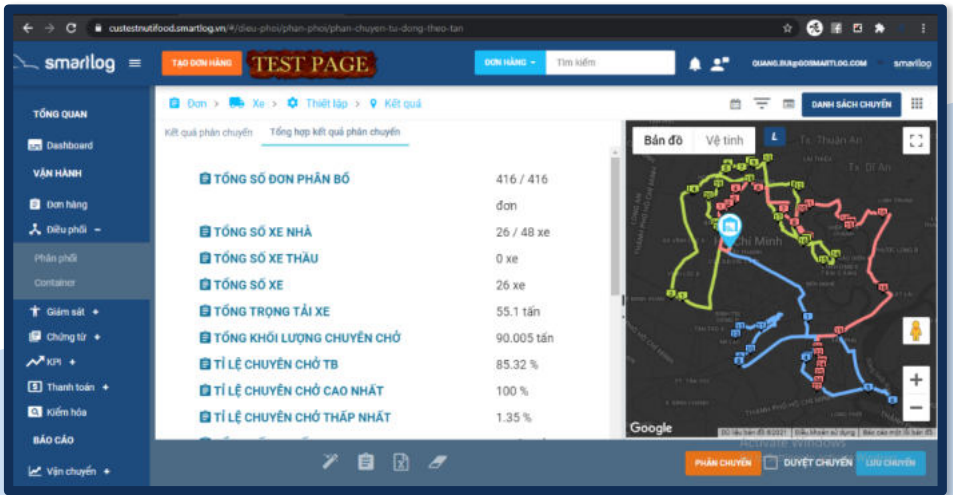 custestnutifood.smartlog.vn/#/dieu-phoi/phan-phoi/phan-chuyen-tu-dong-theo-tan
smartlog
TẠO ĐƠN HÀNG
TEST PAGE
ĐƠN HÀNG
Tìm kiếm
smartlog
Đơn > Xe > Thiết lập > Kết quả
DANH SÁCH CHUYẾN
Kết quả phân chuyến
Tổng hợp kết quả phân chuyến
TỔNG QUAN
Dashboard
VẬN HÀNH
Đơn hàng
Điều phối −
Phân phối
Container
Giám sát +
Chứng từ +
KPI +
Thanh toán +
Kiểm hóa
BÁO CÁO
Vận chuyển +
TỔNG SỐ ĐƠN PHÂN BỔ 416 / 416
đơn
TỔNG SỐ XE NHÀ 26 / 48 xe
TỔNG SỐ XE THẦU 0 xe
TỔNG SỐ XE 26 xe
TỔNG TRỌNG TẢI XE 55.1 tấn
TỔNG KHỐI LƯỢNG CHUYÊN CHỞ 90.005 tấn
TỈ LỆ CHUYÊN CHỞ TB 85.32 %
TỈ LỆ CHUYÊN CHỞ CAO NHẤT 100 %
TỈ LỆ CHUYÊN CHỞ THẤP NHẤT 1.35 %
Bản đồ
Vệ tinh
L
Tx. Thuận An
Tx. Dĩ An
Chí Minh
Google
Activate Windows
PHÂN CHUYẾN
DUYỆT CHUYẾN
LƯU CHUYẾN